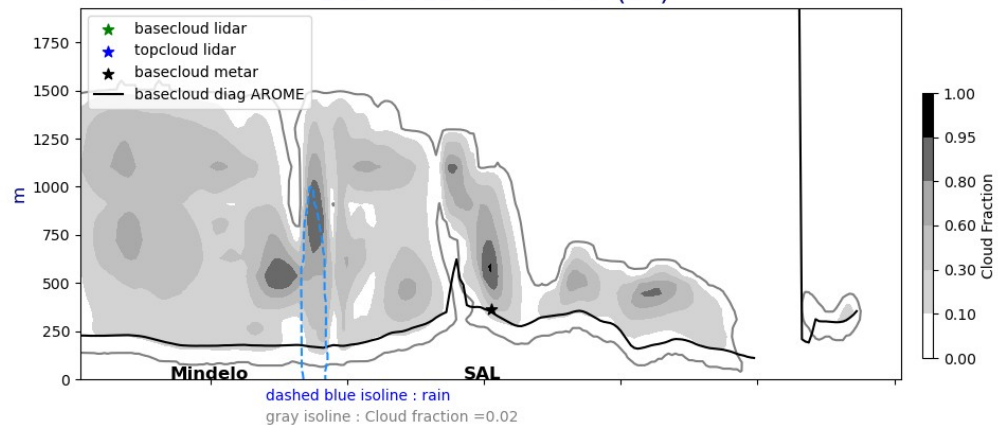 basecloud lidar
topcloud lidar
basecloud metar
basecloud diag AROME
1750
1500
1250
1000
750
500
250
0
m
Mindelo
SAL
dashed blue isoline : rain
gray isoline : Cloud fraction =0.02
1.00
0.95
0.80
0.60
0.30
0.10
0.00
Cloud Fraction